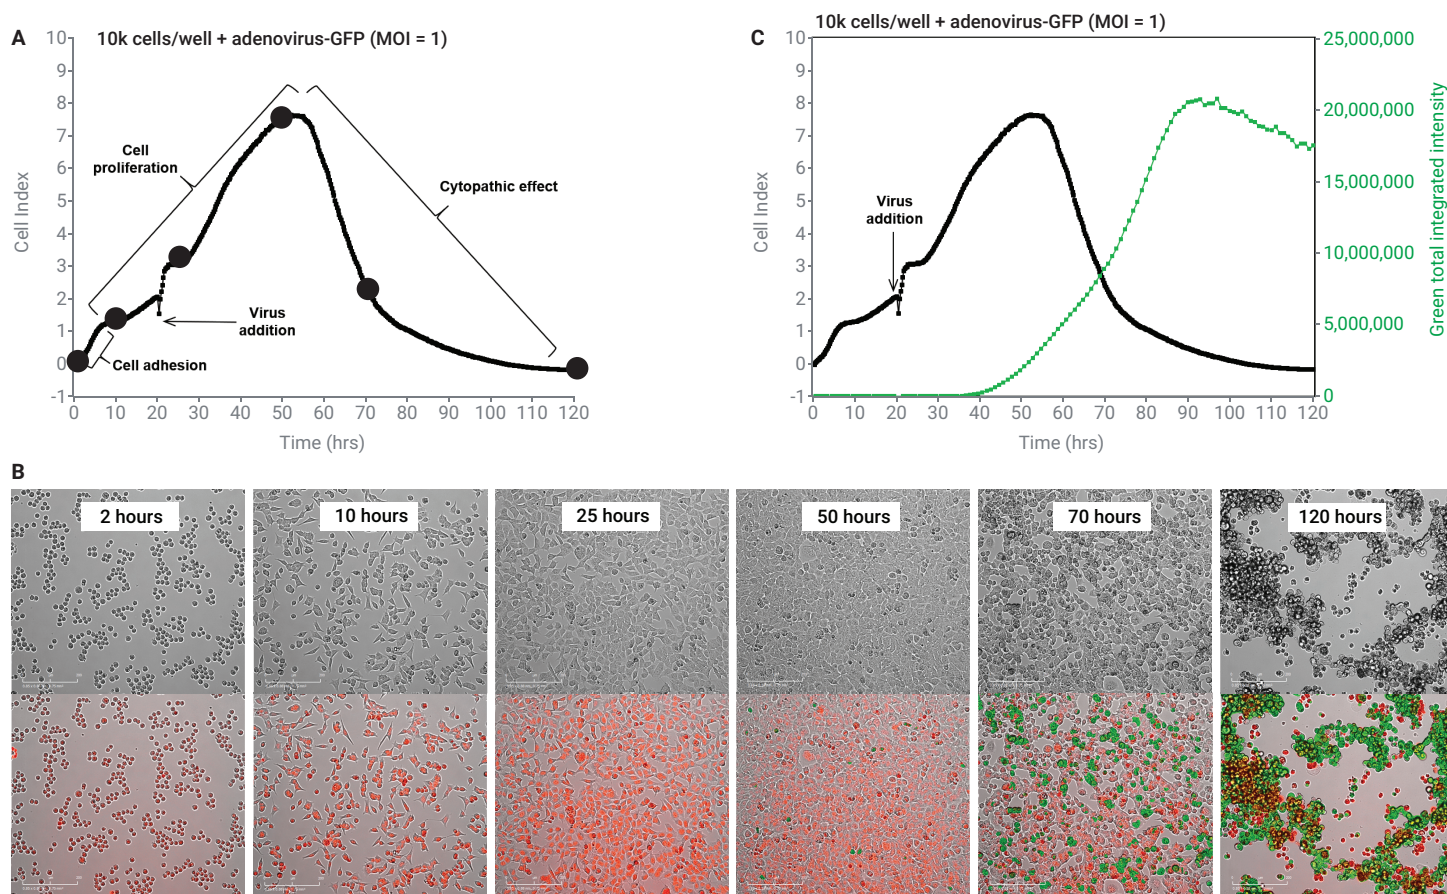 A
10k cells/well + adenovirus-GFP (MOI = 1)
10
9
8
7
6
5
4
3
2
1
0
-1
Cell Index
Cell
proliferation
Cytopathic effect
Virus
addition
Cell adhesion
0 10 20 30 40 50 60 70 80 90 100 110 120
Time (hrs)
C
10k cells/well + adenovirus-GFP (MOI = 1)
10
9
8
7
6
5
4
3
2
1
0
-1
Cell Index
Virus
addition
25,000,000
20,000,000
15,000,000
10,000,000
5,000,000
0
Green total integrated intensity
0 10 20 30 40 50 60 70 80 90 100 110 120
Time (hrs)
B
2 hours
10 hours
25 hours
50 hours
70 hours
120 hours